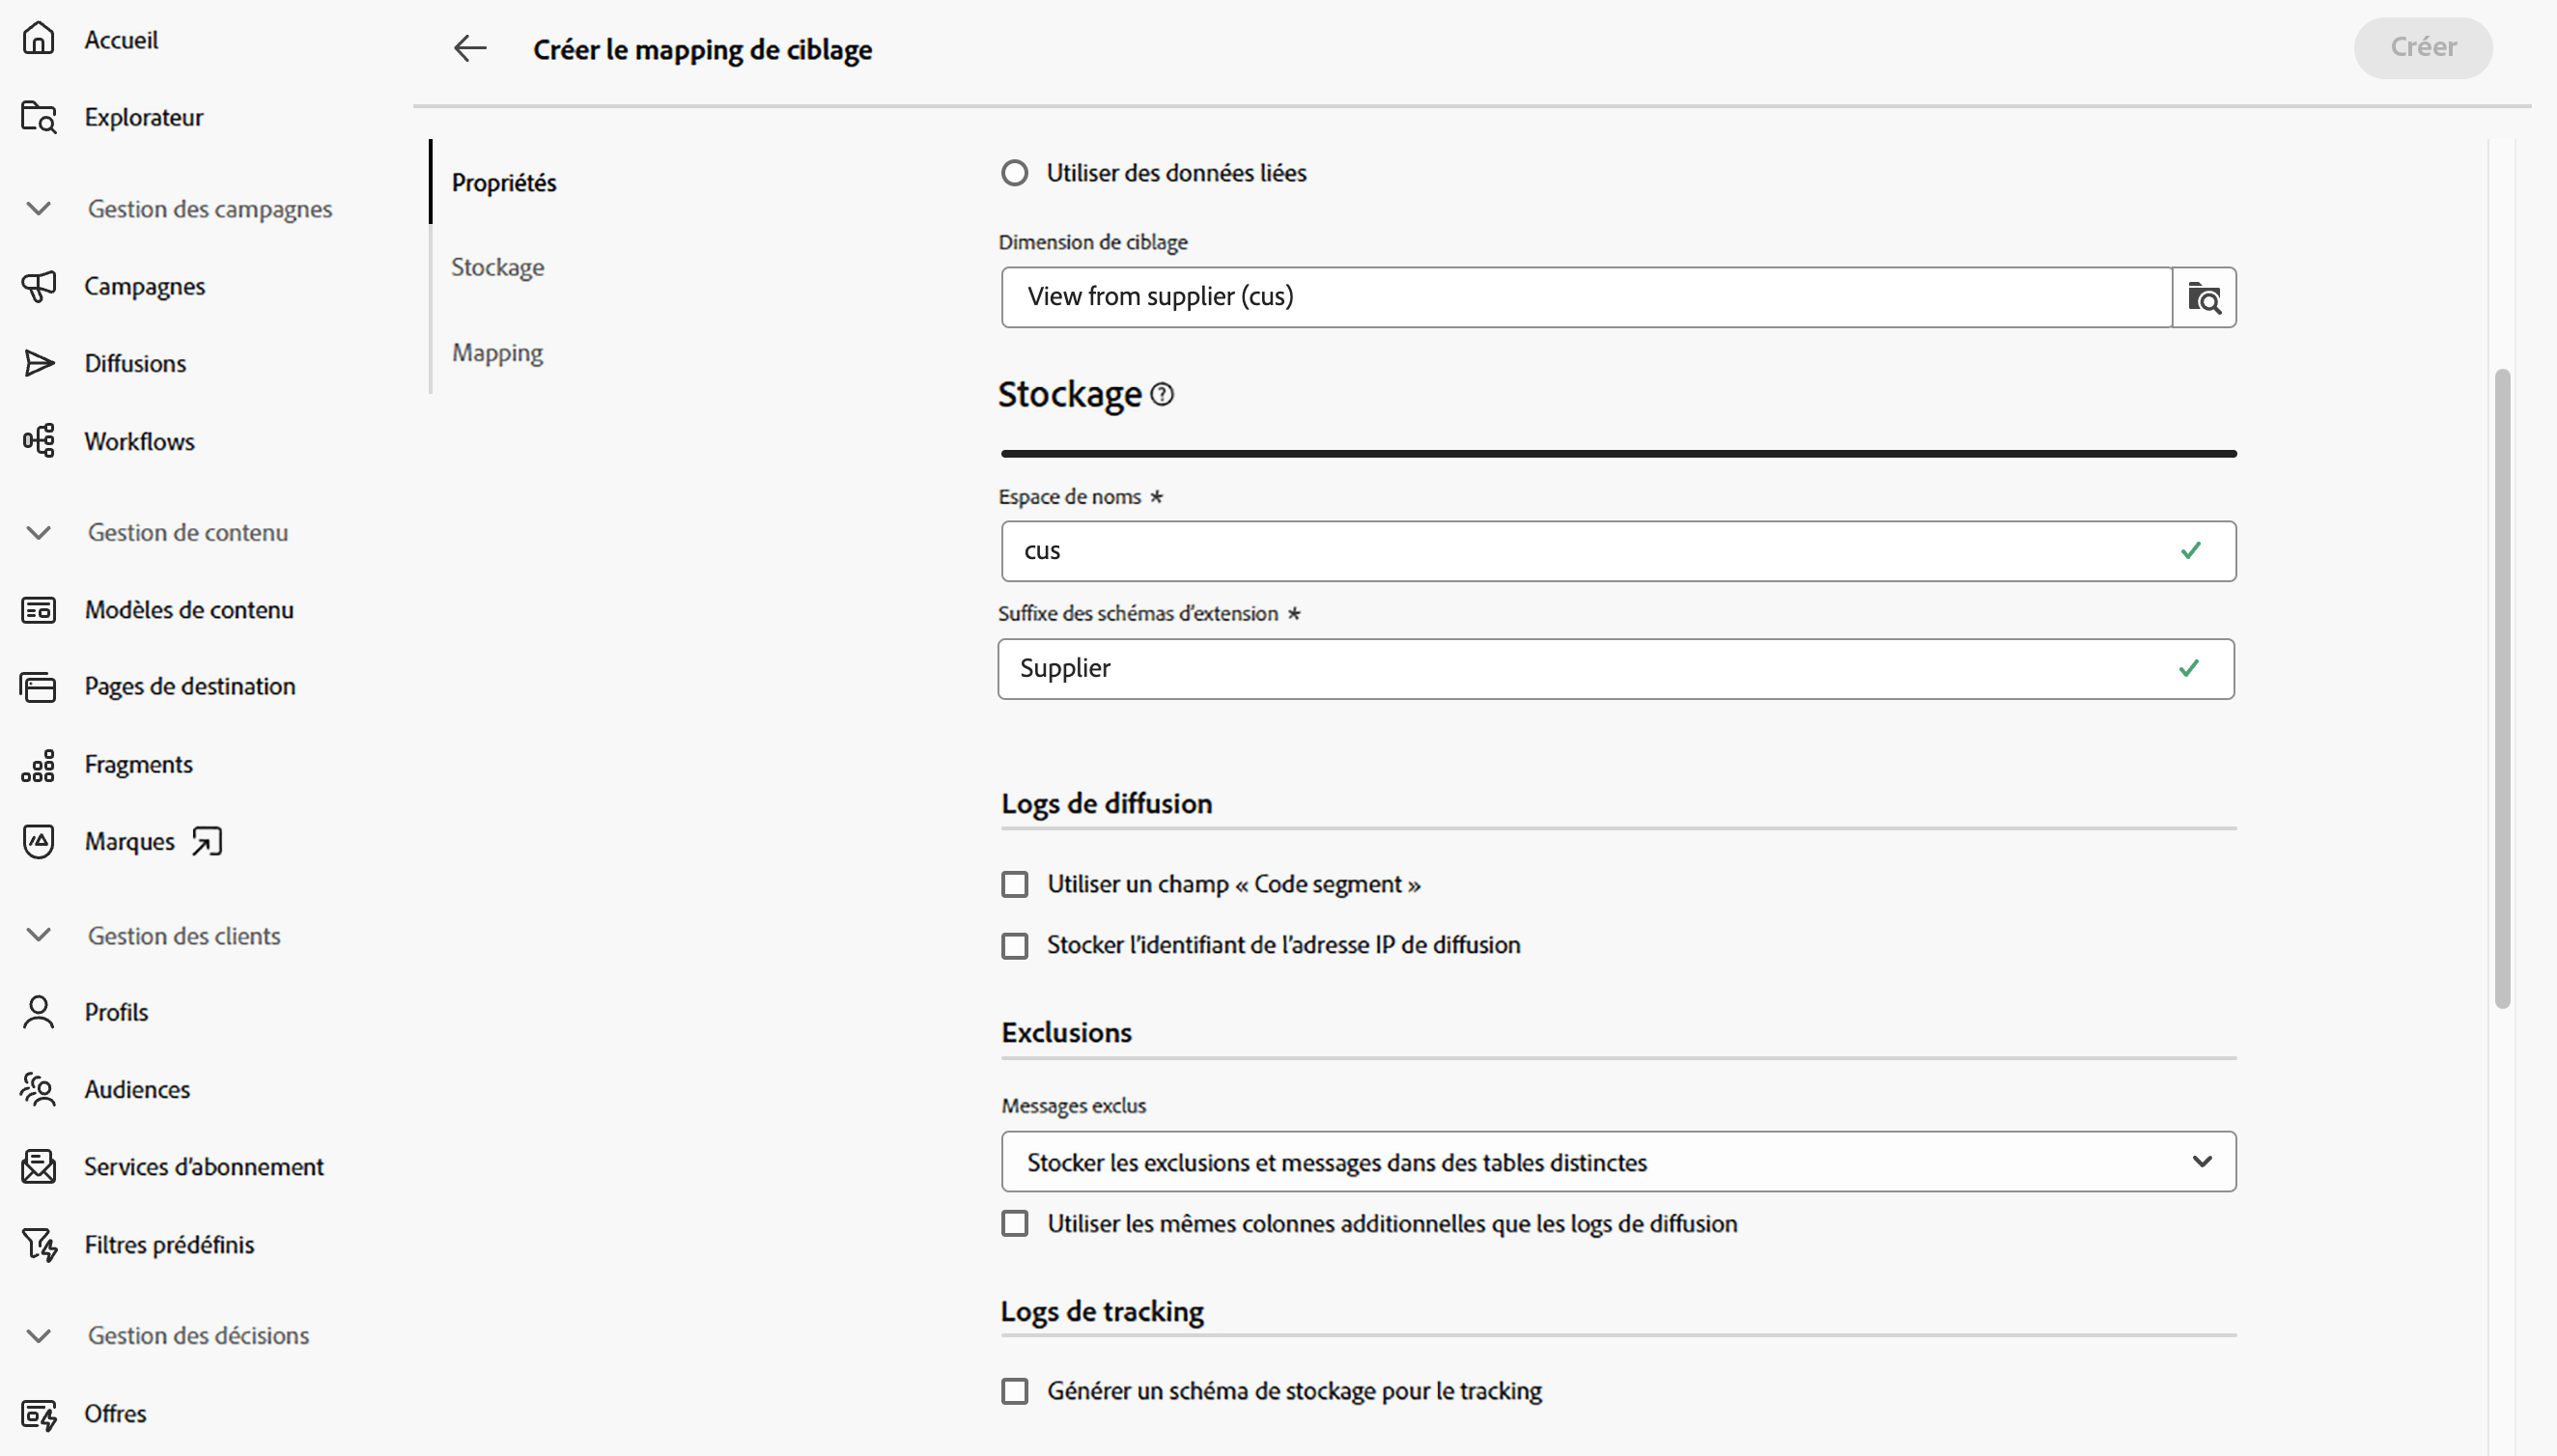 Accueil
Explorateur
Gestion des campagnes
Campagnes
Diffusions
Workflows
Gestion de contenu
Modèles de contenu
Pages de destination
Fragments
Marques
Gestion des clients
Profils
Audiences
Services d’abonnement
Filtres prédéfinis
Gestion des décisions
Offres
Créer le mapping de ciblage
Créer
Propriétés
Stockage
Mapping
Utiliser des données liées
Dimension de ciblage
View from supplier (cus)
Stockage
Espace de noms *
cus
Suffixe des schémas d’extension *
Supplier
Logs de diffusion
Utiliser un champ « Code segment »
Stocker l’identifiant de l’adresse IP de diffusion
Exclusions
Messages exclus
Stocker les exclusions et messages dans des tables distinctes
Utiliser les mêmes colonnes additionnelles que les logs de diffusion
Logs de tracking
Générer un schéma de stockage pour le tracking